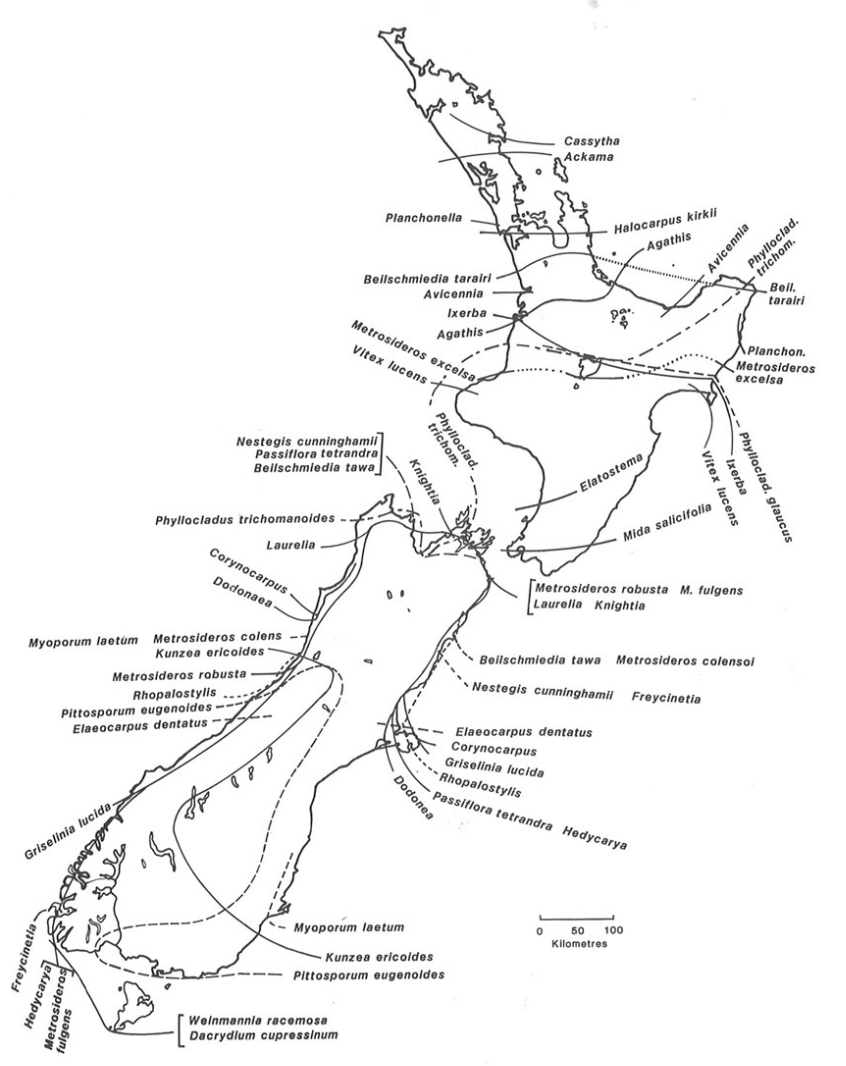 Cassytha
Ackama
Planchonella
Halocarpus kirkii
Agathis
Avicennia
Phylloclad.
trichom.
Beilschmiedia tarairi
Avicennia
Beil.
tarairi
Ixerba
Agathis
Metrosideros excelsa
Vitex lucens
Planchon.
Metrosideros
excelsa
Phylloclad.
trichom.
Nestegis cunninghamii
Passiflora tetrandra
Beilschmiedia tawa
Knightia
Elatostema
Vitex lucens
Ixerba
Phylloclad. glaucus
Phyllocladus trichomanoides
Laurelia
Mida salicifolia
Corynocarpus
Dodonaea
Metrosideros robusta M. fulgens
Laurelia Knightia
Myoporum laetum Metrosideros colens
Kunzea ericoides
Beilschmiedia tawa Metrosideros colensoi
Metrosideros robusta
Rhopalostylis
Pittosporum eugenoides
Elaeocarpus dentatus
Nestegis cunninghamii Freycinetia
Elaeocarpus dentatus
Corynocarpus
Griselinia lucida
Rhopalostylis
Passiflora tetrandra Hedycarya
Dodonea
Griselinia lucida
0 50 100
Kilometres
Myoporum laetum
Kunzea ericoides
Pittosporum eugenoides
Freycinetia
Hedycarya
Metrosideros
fulgens
Weinmannia racemosa
Dacrydium cupressinum